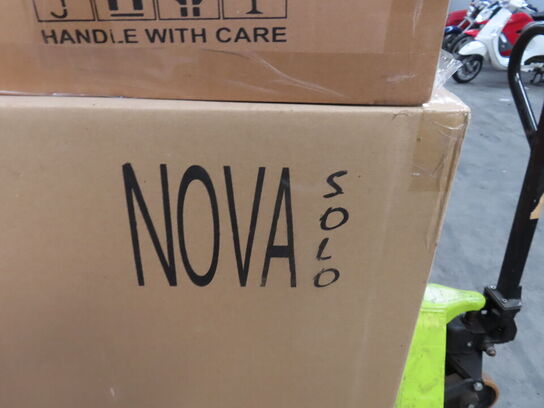 HANDLE WITH CARE
NOVA SOLO